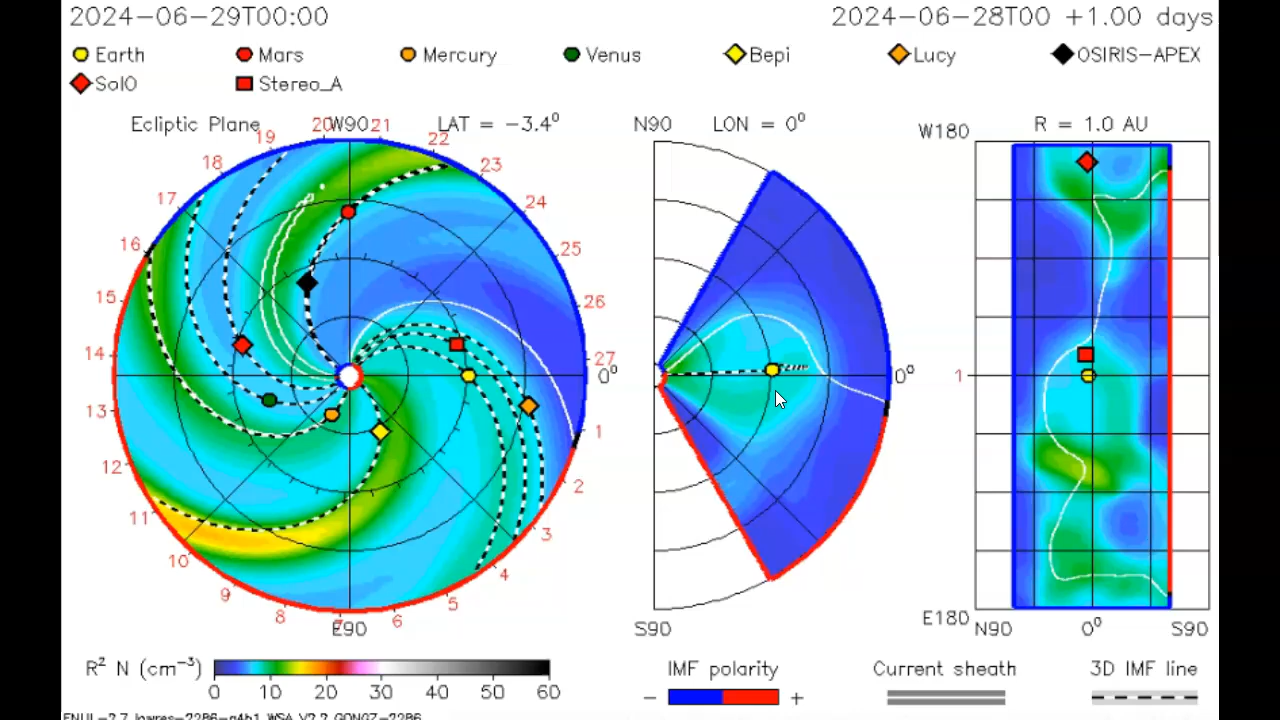 2024-06-29T00:00 2024-06-28T00 +1.00 days
Earth Mars Mercury Venus Bepi Lucy OSIRIS-APEX
SolO Stereo_A
Ecliptic Plane W90 LAT = -3.4° N90 LON = 0° W180 R = 1.0 AU
19 20 21 22
18 23
17 24
16 25
15 26
14 27 0° 0° 1
13 1
12 2
11 3
10 4
9 5
8 7 6
E90 S90 E180 N90 0° S90
R² N (cm⁻³) IMF polarity Current sheath 3D IMF line
- +
0 10 20 30 40 50 60